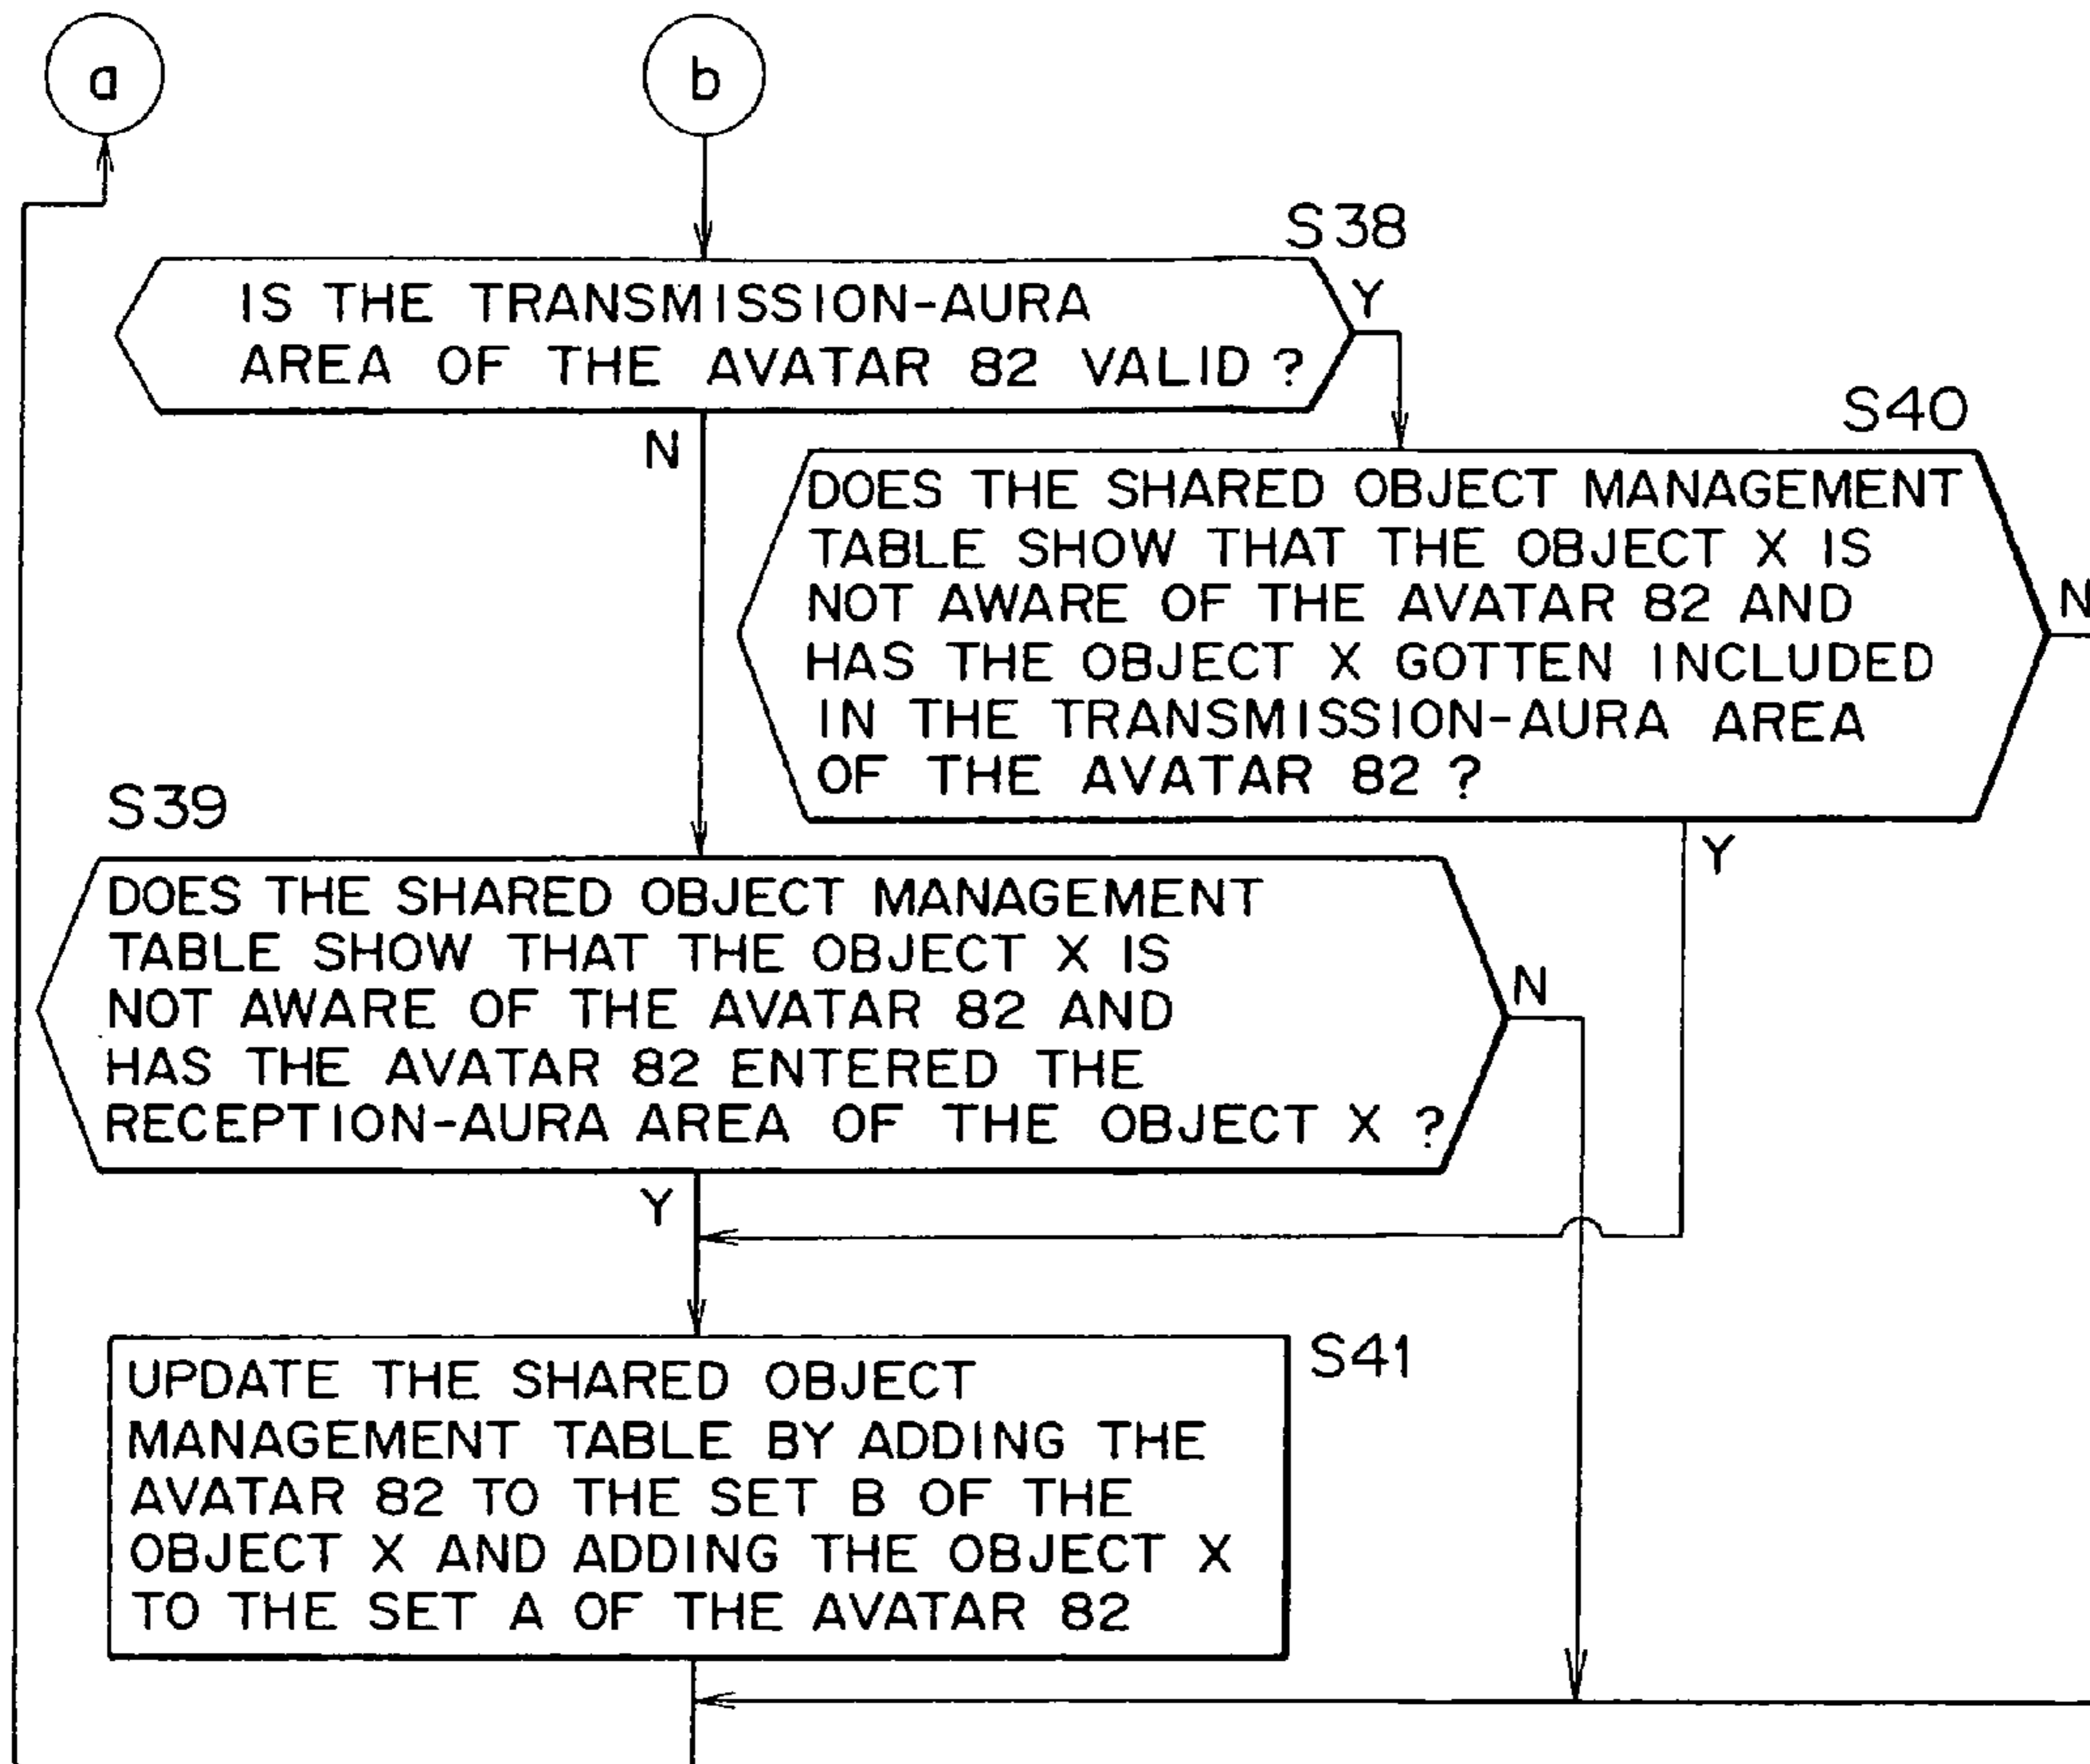 a
b
S38
IS THE TRANSMISSION-AURA
AREA OF THE AVATAR 82 VALID ?
Y
N
S40
DOES THE SHARED OBJECT MANAGEMENT
TABLE SHOW THAT THE OBJECT X IS
NOT AWARE OF THE AVATAR 82 AND
HAS THE OBJECT X GOTTEN INCLUDED
IN THE TRANSMISSION-AURA AREA
OF THE AVATAR 82 ?
N
Y
S39
DOES THE SHARED OBJECT MANAGEMENT
TABLE SHOW THAT THE OBJECT X IS
NOT AWARE OF THE AVATAR 82 AND
HAS THE AVATAR 82 ENTERED THE
RECEPTION-AURA AREA OF THE OBJECT X ?
N
Y
S41
UPDATE THE SHARED OBJECT
MANAGEMENT TABLE BY ADDING THE
AVATAR 82 TO THE SET B OF THE
OBJECT X AND ADDING THE OBJECT X
TO THE SET A OF THE AVATAR 82